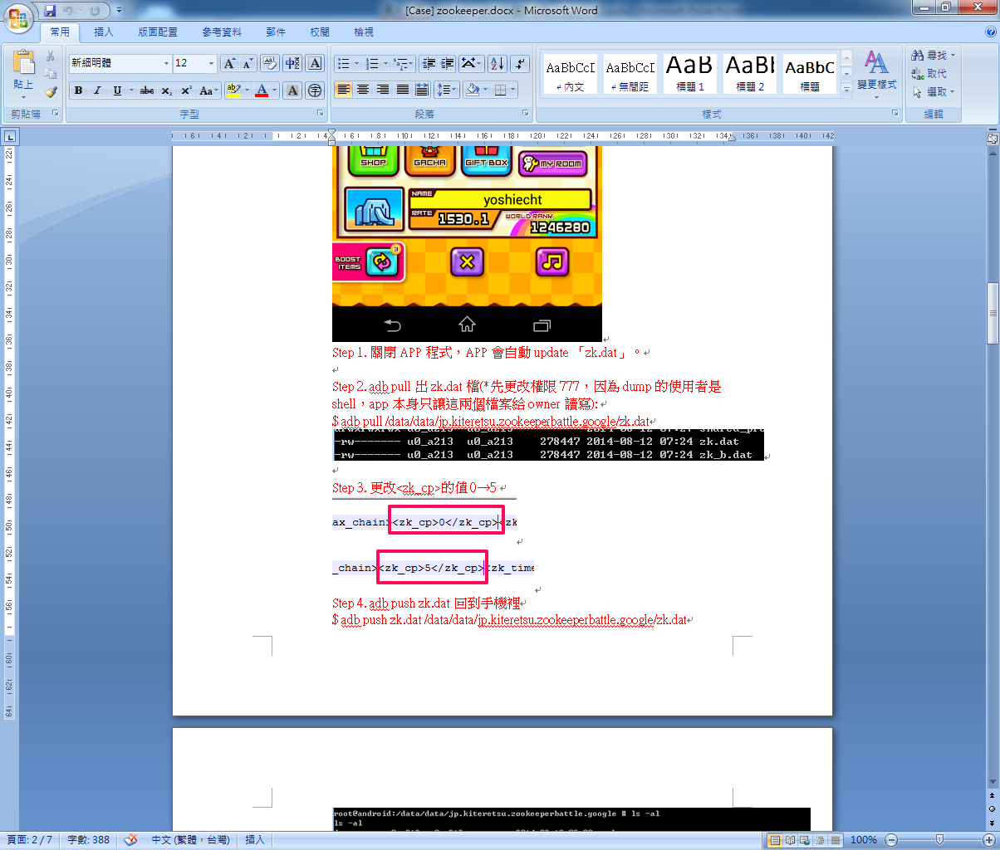 [Case] zookeeper.docx - Microsoft Word
常用 插入 版面配置 參考資料 郵件 校閱 檢視
貼上
剪貼簿
新細明體 12
B I U abc X₂ X² Aa
字型
段落
AaBbCcI AaBbCcI AaB AaBl AaBbC
內文 無間距 標題 1 標題 2 標題
變更樣式
樣式
尋找
取代
選取
編輯
SHOP GACHA GIFT BOX MY ROOM
NAME yoshiecht
RATE 1530.1 WORLD RANK 1246280
BOOST ITEMS 3
Step 1. 關閉 APP 程式，APP 會自動 update 「zk.dat」。
Step 2. adb pull 出 zk.dat 檔(*先更改權限 777，因為 dump 的使用者是
shell，app 本身只讓這兩個檔案給 owner 讀寫):
$ adb pull /data/data/jp.kiteretsu.zookeeperbattle.google/zk.dat
-rw------- u0_a213 u0_a213 278447 2014-08-12 07:24 zk.dat
-rw------- u0_a213 u0_a213 278447 2014-08-12 07:24 zk_b.dat
Step 3. 更改<zk_cp>的值 0→5
ax_chain><zk_cp>0</zk_cp><zk
_chain><zk_cp>5</zk_cp><zk_time
Step 4. adb push zk.dat 回到手機裡
$ adb push zk.dat /data/data/jp.kiteretsu.zookeeperbattle.google/zk.dat
root@android:/data/data/jp.kiteretsu.zookeeperbattle.google # ls -al
ls -al
頁面: 2 / 7 字數: 388 中文 (繁體，台灣) 插入 100%